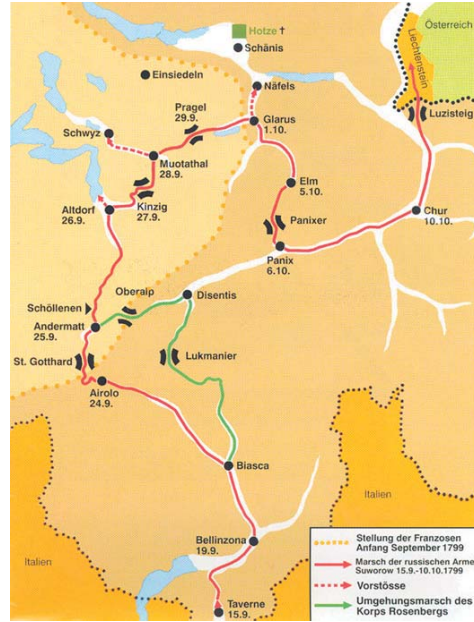 Österreich
Hotze †
Schänis
Liechtenstein
Einsiedeln
Näfels
Pragel
29.9.
Luzisteig
Glarus
1.10.
Schwyz
Muotathal
28.9.
Elm
5.10.
Altdorf
26.9.
Kinzig
27.9.
Panixer
Chur
10.10.
Panix
6.10.
Oberalp
Disentis
Schöllenen
Andermatt
25.9.
St. Gotthard
Lukmanier
Airolo
24.9.
Biasca
Italien
Bellinzona
19.9.
Italien
Taverne
15.9.
Stellung der Franzosen
Anfang September 1799
Marsch der russischen Arme
Suworow 15.9.-10.10.1799
Vorstösse
Umgehungsmarsch des
Korps Rosenbergs